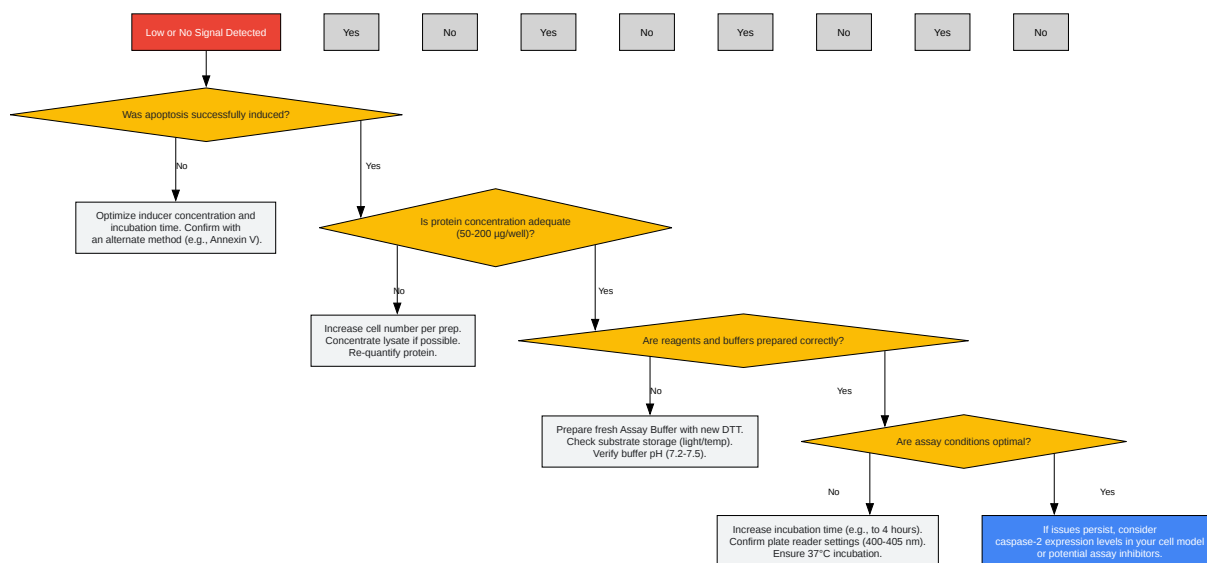 Low or No Signal Detected
Yes
No
Yes
No
Yes
No
Yes
No
Was apoptosis successfully induced?
No
Yes
Optimize inducer concentration and
incubation time. Confirm with
an alternate method (e.g., Annexin V).
Is protein concentration adequate
(50-200 µg/well)?
No
Yes
Increase cell number per prep.
Concentrate lysate if possible.
Re-quantify protein.
Are reagents and buffers prepared correctly?
No
Yes
Prepare fresh Assay Buffer with new DTT.
Check substrate storage (light/temp).
Verify buffer pH (7.2-7.5).
Are assay conditions optimal?
No
Yes
Increase incubation time (e.g., to 4 hours).
Confirm plate reader settings (400-405 nm).
Ensure 37°C incubation.
If issues persist, consider
caspase-2 expression levels in your cell model
or potential assay inhibitors.